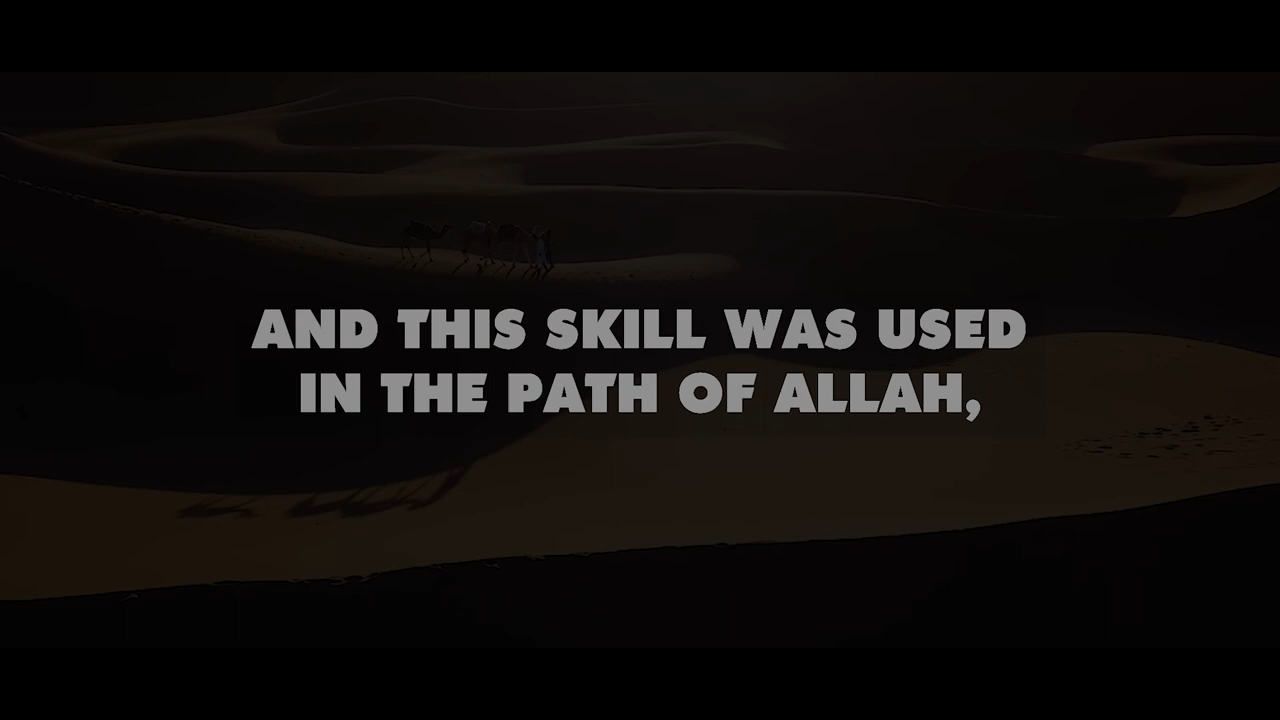 AND THIS SKILL WAS USED
IN THE PATH OF ALLAH,